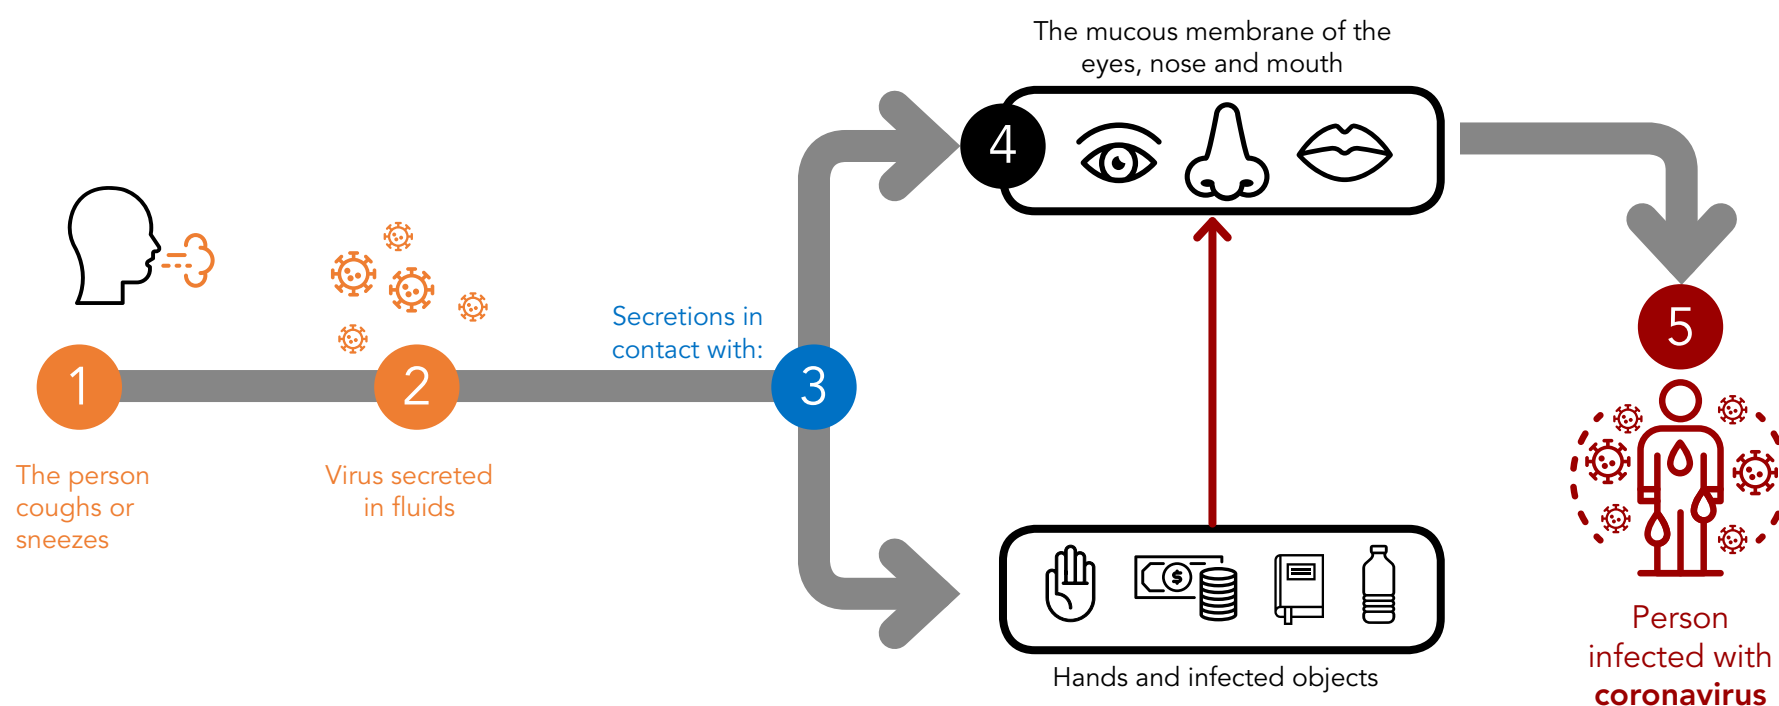 The mucous membrane of the
eyes, nose and mouth
4
Secretions in
contact with:
5
1
2
3
The person
coughs or
sneezes
Virus secreted
in fluids
$
Hands and infected objects
Person
infected with
coronavirus